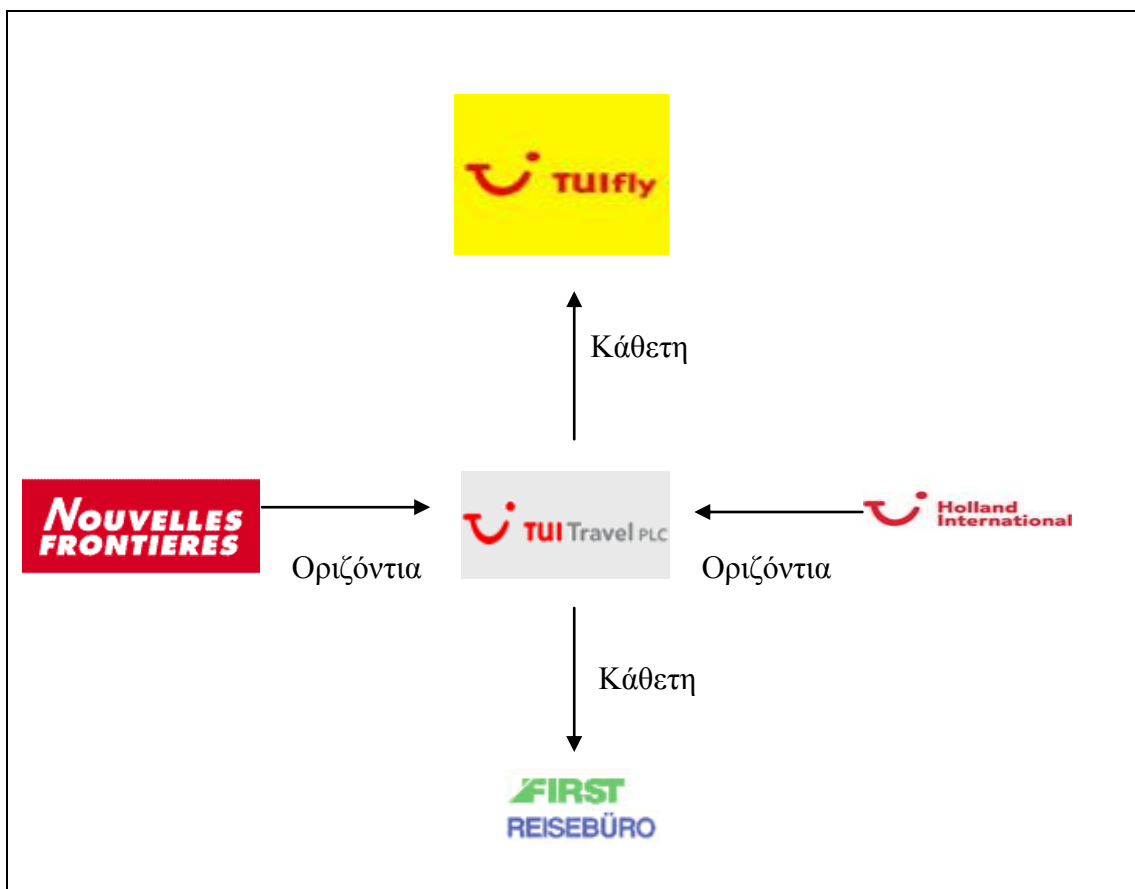 TUIfly
Κάθετη
NOUVELLES
FRONTIERES
Οριζόντια
TUI Travel PLC
Οριζόντια
Holland
International
Κάθετη
FIRST
REISEBÜRO